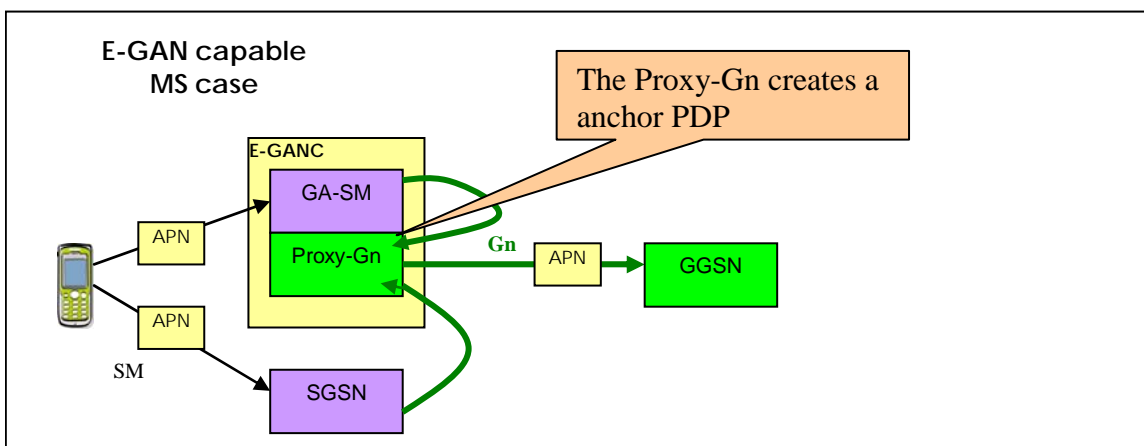 E-GAN capable
MS case
The Proxy-Gn creates a
anchor PDP
E-GANC
GA-SM
APN
Proxy-Gn
Gn
APN
GGSN
APN
SM
SGSN